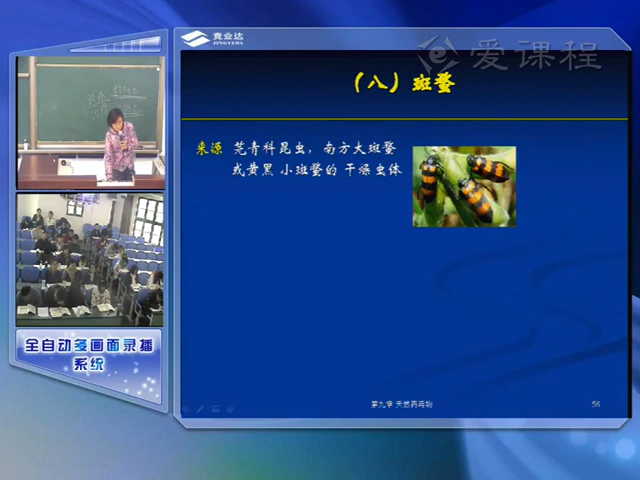 竞业达
JINGYEDA
e 爱课程
（八）斑蝥
来源 芫青科昆虫，南方大斑蝥
或黄黑 小斑蝥的 干燥虫体
全自动多画面录播
系统
第九章 天然药毒物
56